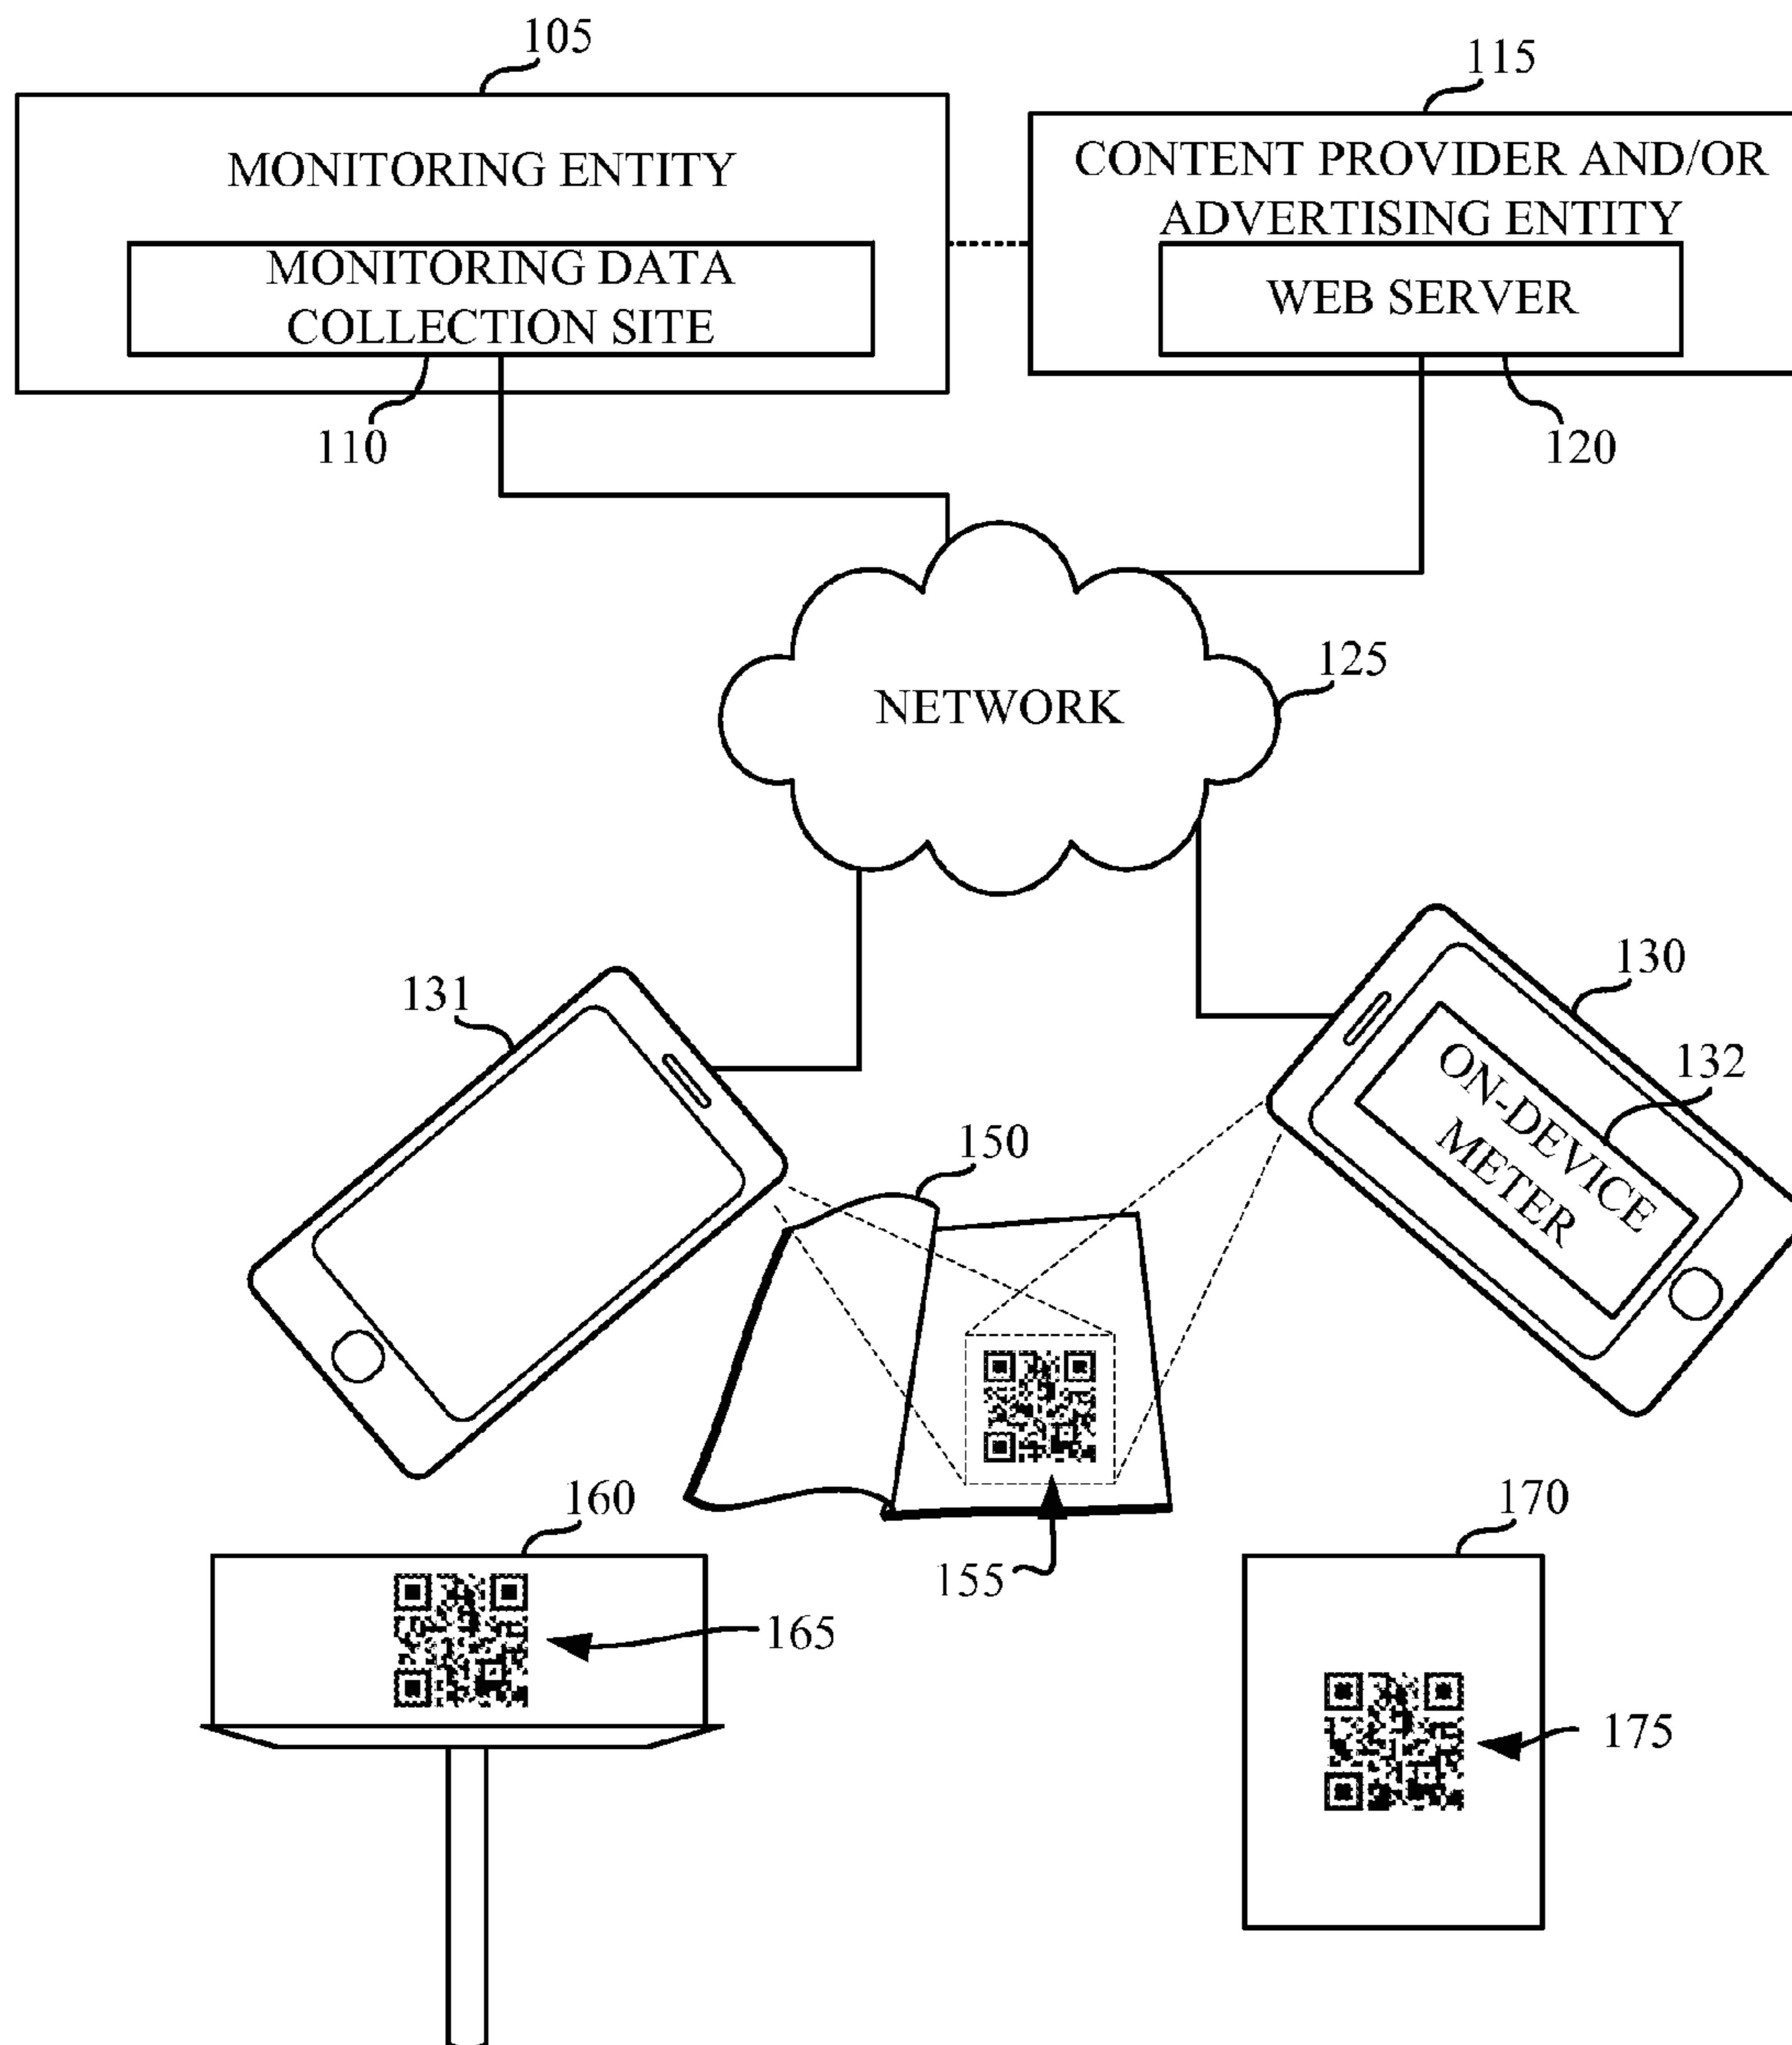 105
115
MONITORING ENTITY
CONTENT PROVIDER AND/OR
ADVERTISING ENTITY
MONITORING DATA
COLLECTION SITE
WEB SERVER
110
120
125
NETWORK
131
130
132
ON-DEVICE
METER
150
160
155
170
165
175